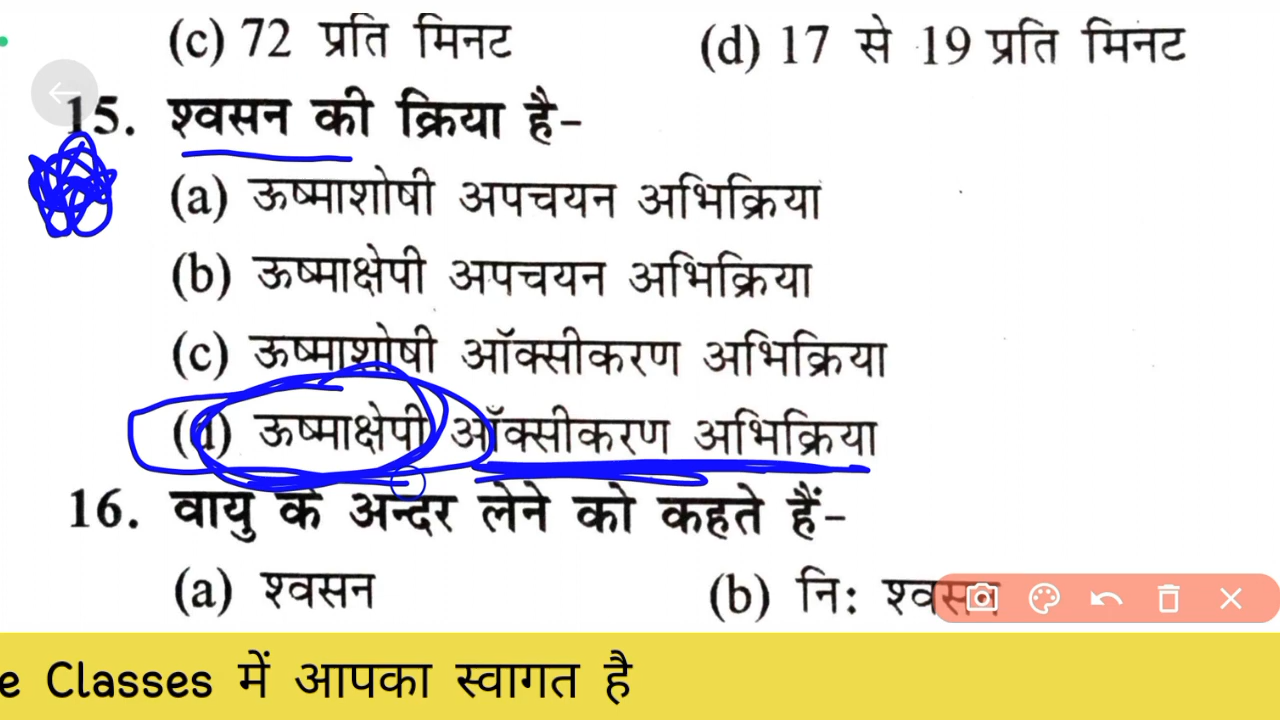 (c) 72 प्रति मिनट (d) 17 से 19 प्रति मिनट
15. श्वसन की क्रिया है-
(a) ऊष्माशोषी अपचयन अभिक्रिया
(b) ऊष्माक्षेपी अपचयन अभिक्रिया
(c) ऊष्माशोषी ऑक्सीकरण अभिक्रिया
(d) ऊष्माक्षेपी ऑक्सीकरण अभिक्रिया
16. वायु के अन्दर लेने को कहते हैं-
(a) श्वसन (b) नि: श्वसन
e Classes में आपका स्वागत है